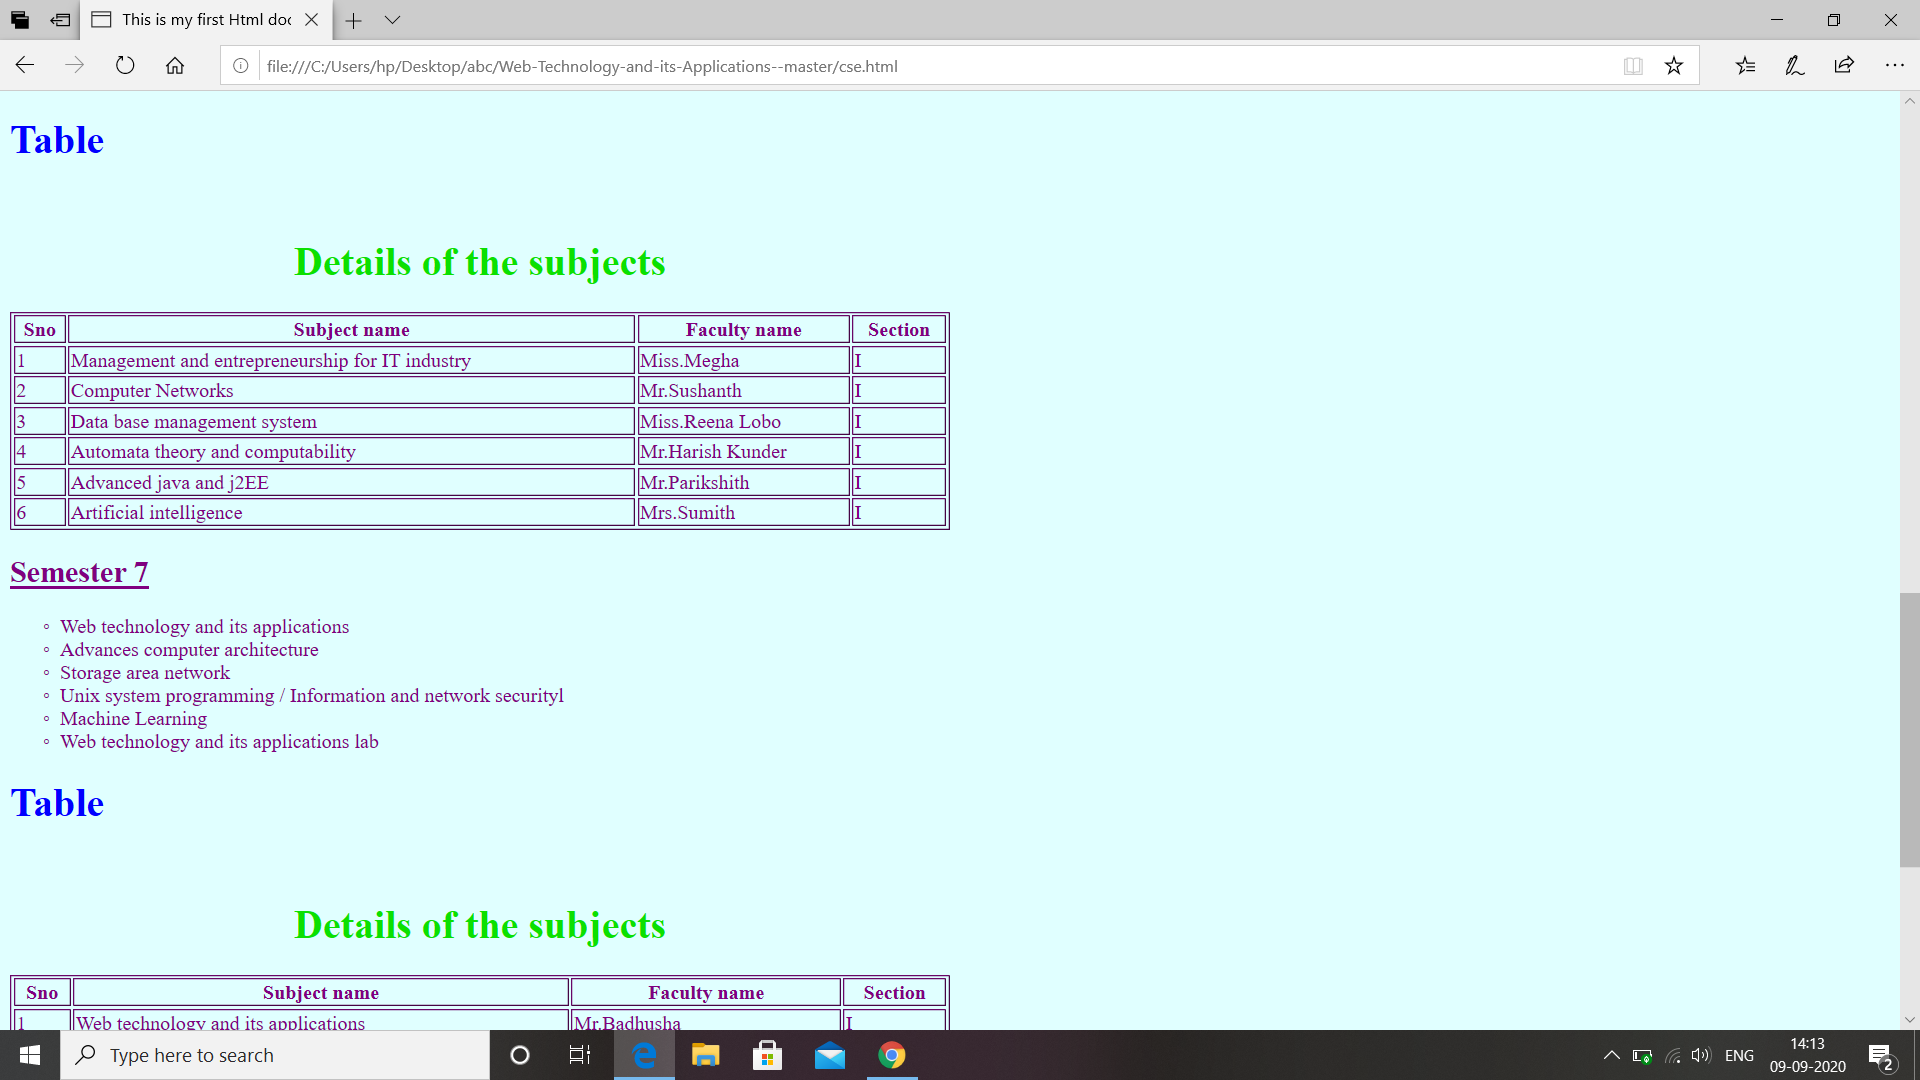 This is my first Html doc
file:///C:/Users/hp/Desktop/abc/Web-Technology-and-its-Applications--master/cse.html
Table
Details of the subjects
Sno Subject name Faculty name Section
1 Management and entrepreneurship for IT industry Miss.Megha I
2 Computer Networks Mr.Sushanth I
3 Data base management system Miss.Reena Lobo I
4 Automata theory and computability Mr.Harish Kunder I
5 Advanced java and j2EE Mr.Parikshith I
6 Artificial intelligence Mrs.Sumith I
Semester 7
Web technology and its applications
Advances computer architecture
Storage area network
Unix system programming / Information and network securityl
Machine Learning
Web technology and its applications lab
Table
Details of the subjects
Sno Subject name Faculty name Section
1 Web technology and its applications Mr.Badhusha I
Type here to search
ENG
14:13
09-09-2020
2